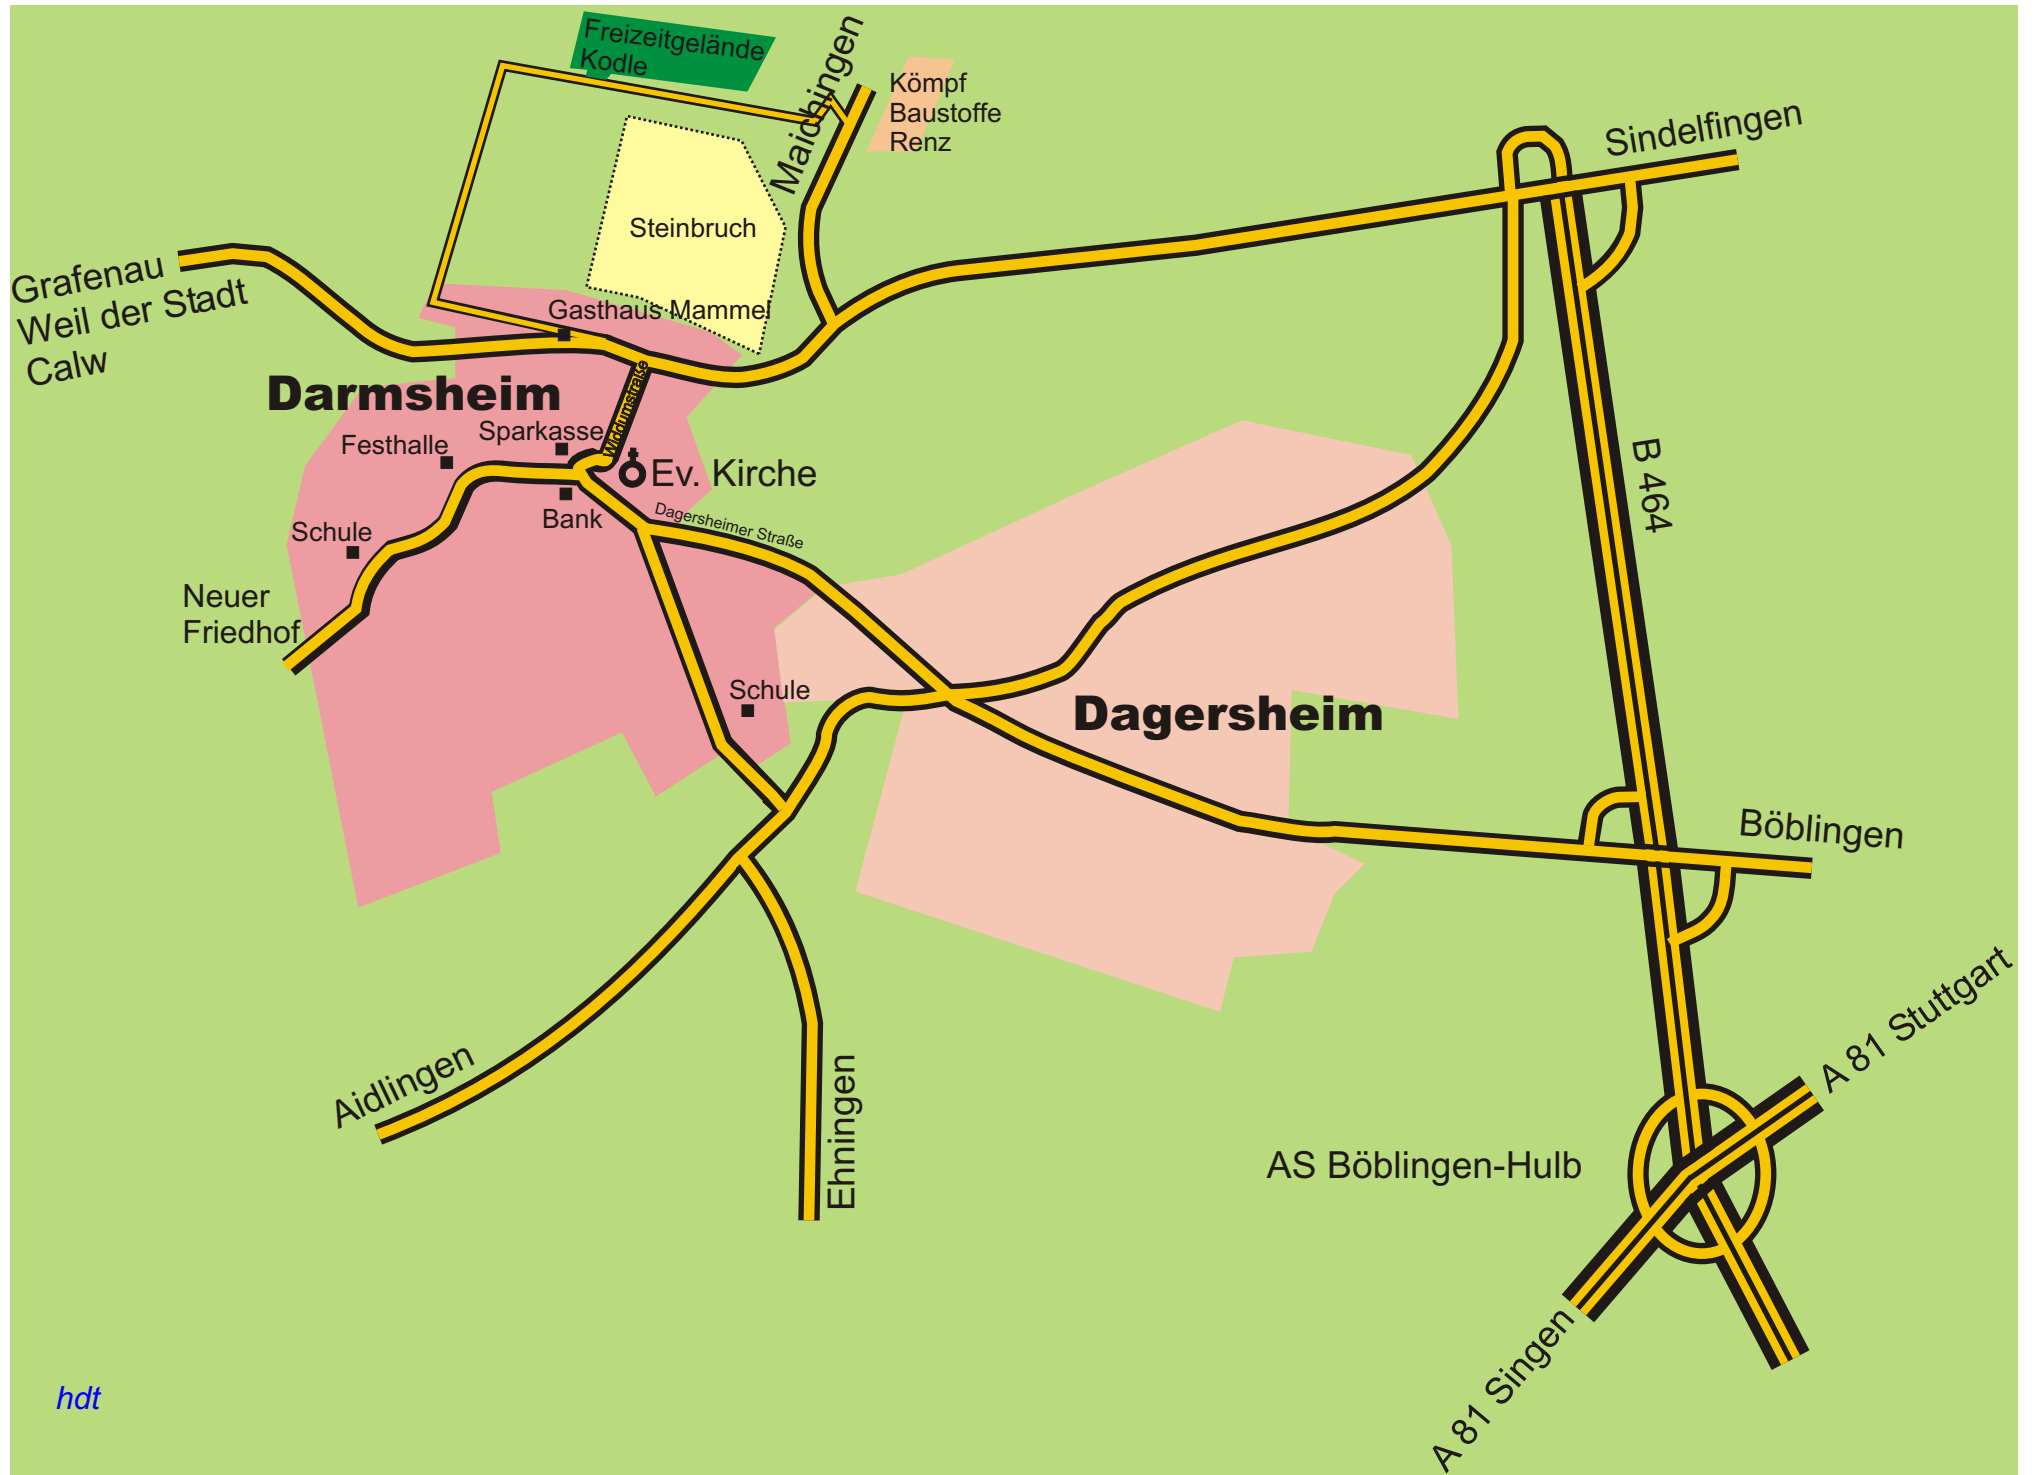 Freizeitgelände
Kodle
Maichingen
Kömpf
Baustoffe
Renz
Sindelfingen
Steinbruch
Grafenau
Weil der Stadt
Calw
Gasthaus Mammel
Darmsheim
Widdumstraße
Sparkasse
Festhalle
Ev. Kirche
B 464
Bank
Dagersheimer Straße
Schule
Neuer
Friedhof
Schule
Dagersheim
Böblingen
A 81 Stuttgart
Aidlingen
Ehningen
AS Böblingen-Hulb
A 81 Singen
hdt